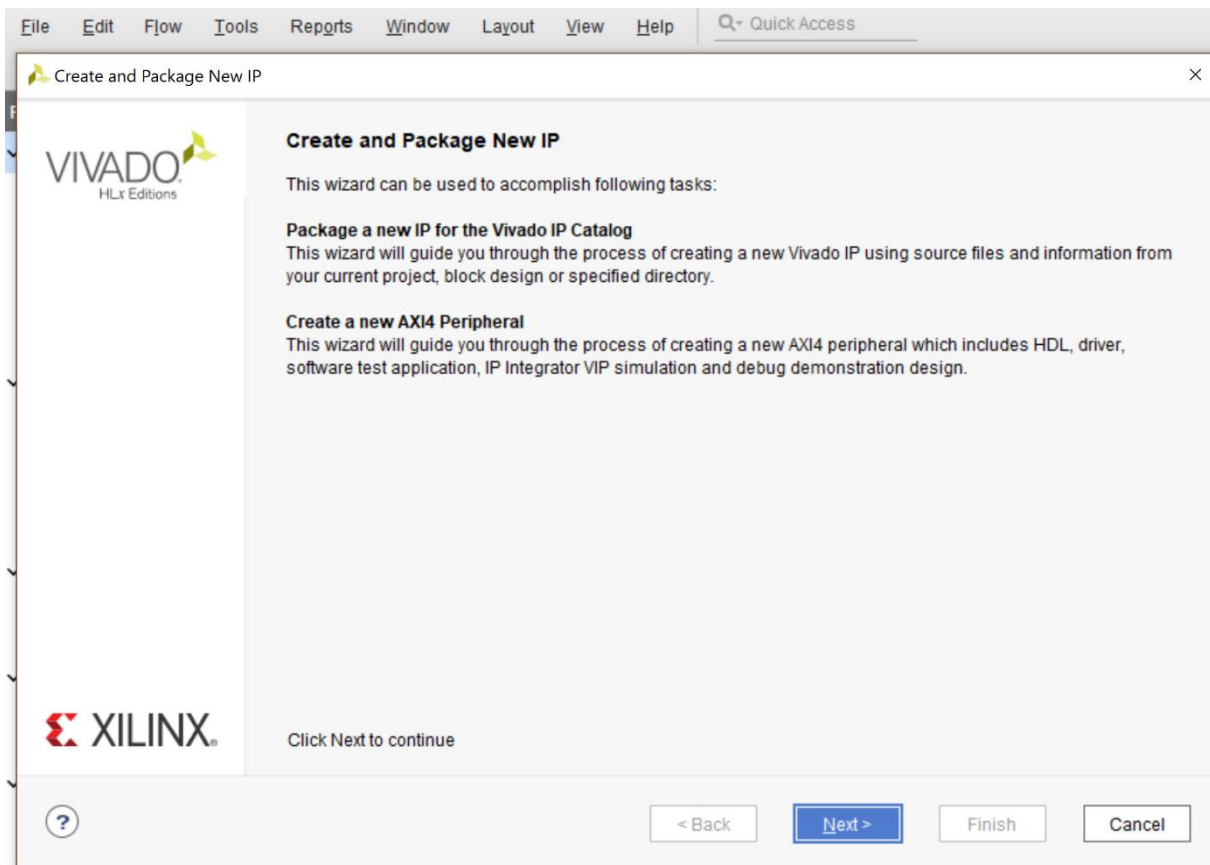 File Edit Flow Tools Reports Window Layout View Help Quick Access
Create and Package New IP
VIVADO
HLx Editions
Create and Package New IP
This wizard can be used to accomplish following tasks:
Package a new IP for the Vivado IP Catalog
This wizard will guide you through the process of creating a new Vivado IP using source files and information from
your current project, block design or specified directory.
Create a new AXI4 Peripheral
This wizard will guide you through the process of creating a new AXI4 peripheral which includes HDL, driver,
software test application, IP Integrator VIP simulation and debug demonstration design.
XILINX
Click Next to continue
? < Back Next > Finish Cancel